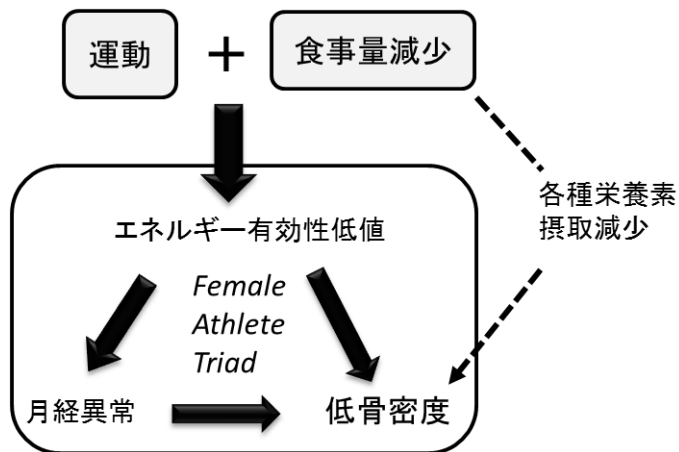 運動 + 食事量減少
エネルギー有効性低値
各種栄養素
摂取減少
Female
Athlete
Triad
月経異常
低骨密度